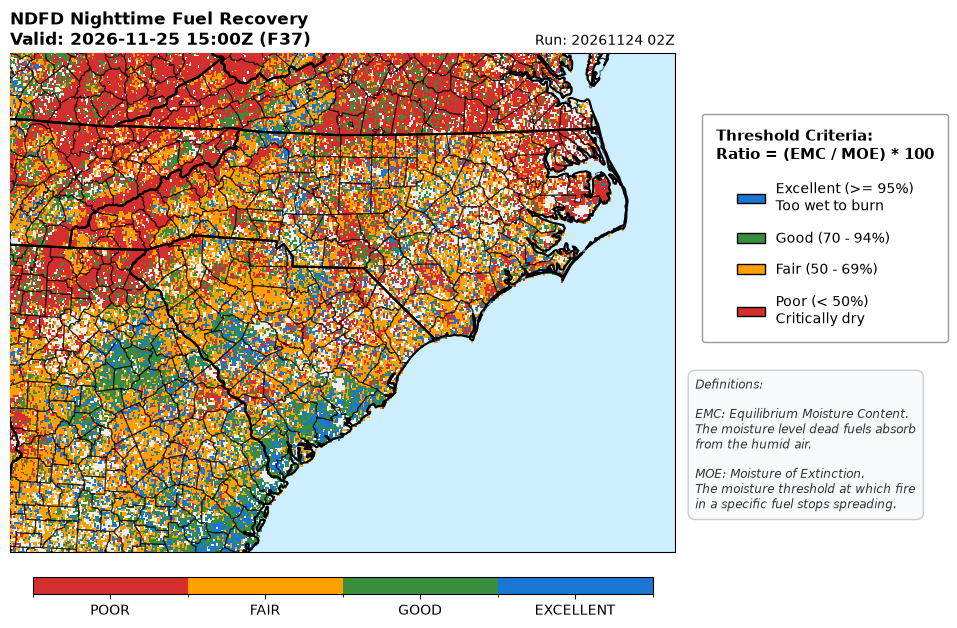 NDFD Nighttime Fuel Recovery
Valid: 2026-11-25 15:00Z (F37)
Run: 20261124 02Z
Threshold Criteria:
Ratio = (EMC / MOE) * 100
Excellent (>= 95%)
Too wet to burn
Good (70 - 94%)
Fair (50 - 69%)
Poor (< 50%)
Critically dry
Definitions:
EMC: Equilibrium Moisture Content.
The moisture level dead fuels absorb
from the humid air.
MOE: Moisture of Extinction.
The moisture threshold at which fire
in a specific fuel stops spreading.
POOR
FAIR
GOOD
EXCELLENT